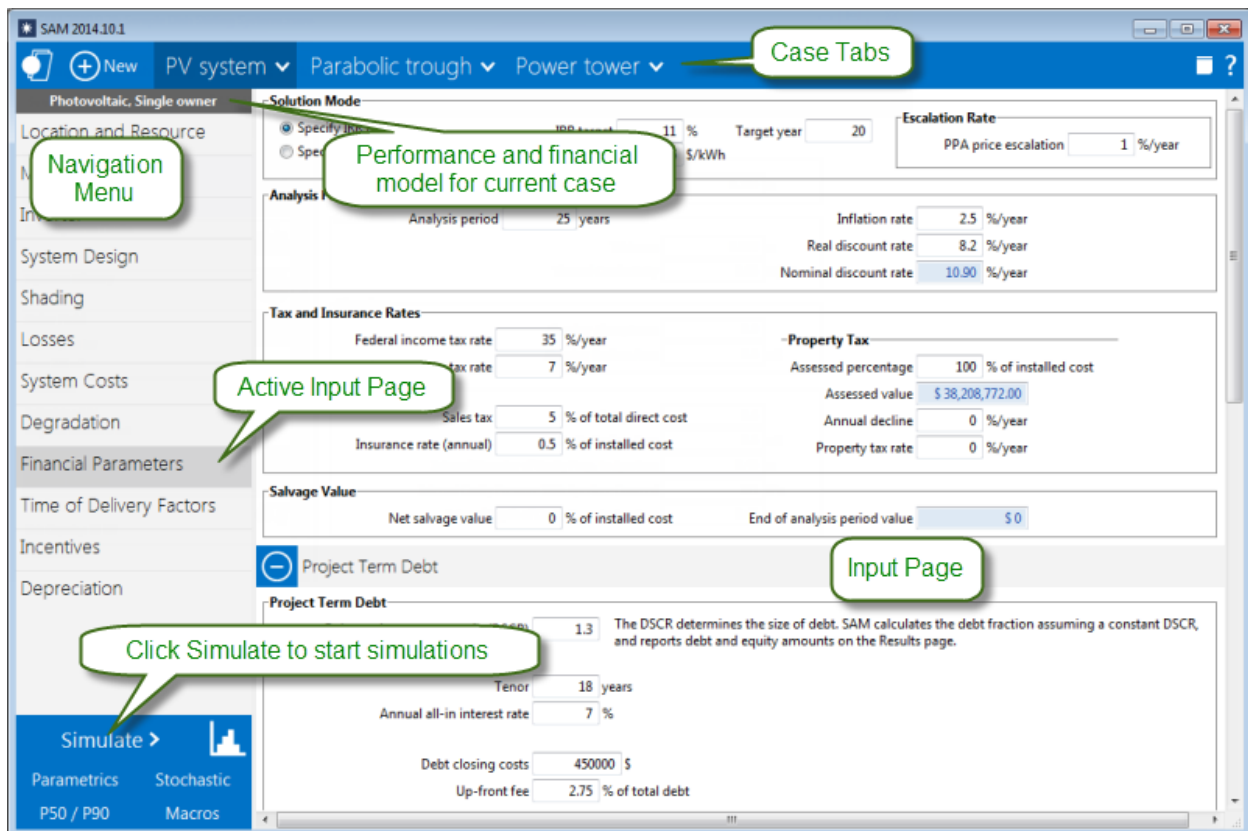 SAM 2014.10.1
New PV system Parabolic trough Power tower ?
Case Tabs
Photovoltaic, Single owner
Location and Resource
Navigation
Menu
System Design
Shading
Losses
System Costs
Degradation
Financial Parameters
Time of Delivery Factors
Incentives
Depreciation
Simulate >
Parametrics Stochastic
P50 / P90 Macros
Solution Mode
Specify
11 % Target year 20
$/kWh
Escalation Rate
PPA price escalation 1 %/year
Performance and financial
model for current case
Analysis
Analysis period 25 years
Inflation rate 2.5 %/year
Real discount rate 8.2 %/year
Nominal discount rate 10.90 %/year
Tax and Insurance Rates
Federal income tax rate 35 %/year
tax rate 7 %/year
Sales tax 5 % of total direct cost
Insurance rate (annual) 0.5 % of installed cost
Property Tax
Assessed percentage 100 % of installed cost
Assessed value $ 38,208,772.00
Annual decline 0 %/year
Property tax rate 0 %/year
Active Input Page
Salvage Value
Net salvage value 0 % of installed cost End of analysis period value $ 0
Project Term Debt
Input Page
Project Term Debt
1.3 The DSCR determines the size of debt. SAM calculates the debt fraction assuming a constant DSCR,
and reports debt and equity amounts on the Results page.
Click Simulate to start simulations
Tenor 18 years
Annual all-in interest rate 7 %
Debt closing costs 450000 $
Up-front fee 2.75 % of total debt